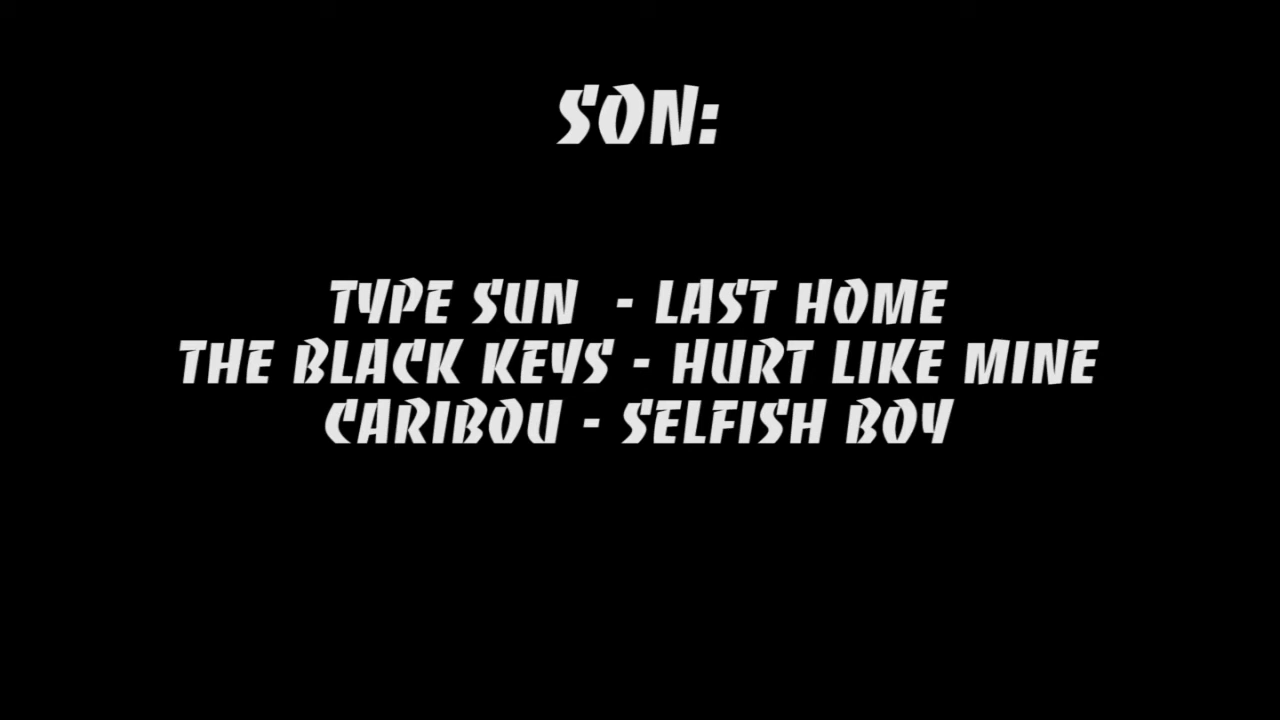 SON:
TYPE SUN - LAST HOME
THE BLACK KEYS - HURT LIKE MINE
CARIBOU - SELFISH BOY